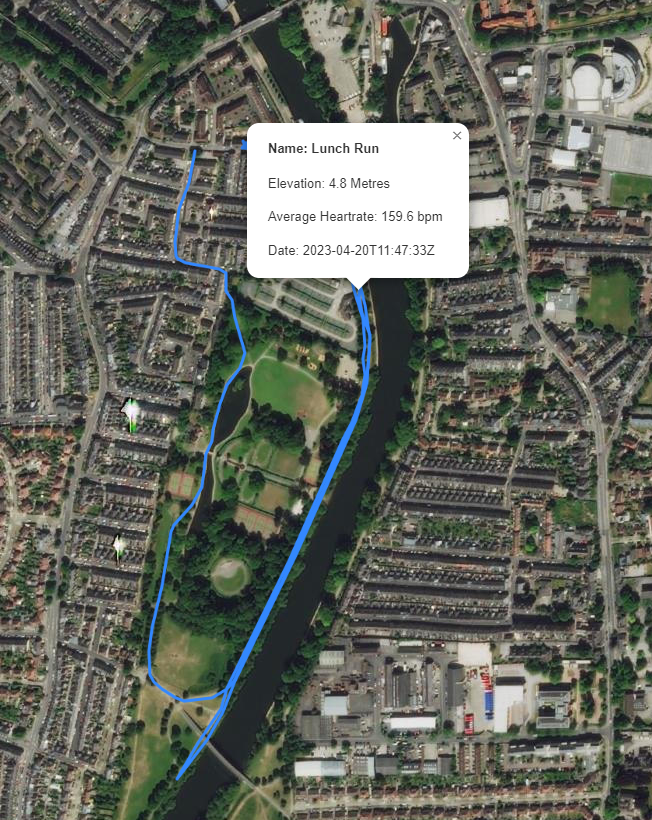 ×
Name: Lunch Run
Elevation: 4.8 Metres
Average Heartrate: 159.6 bpm
Date: 2023-04-20T11:47:33Z